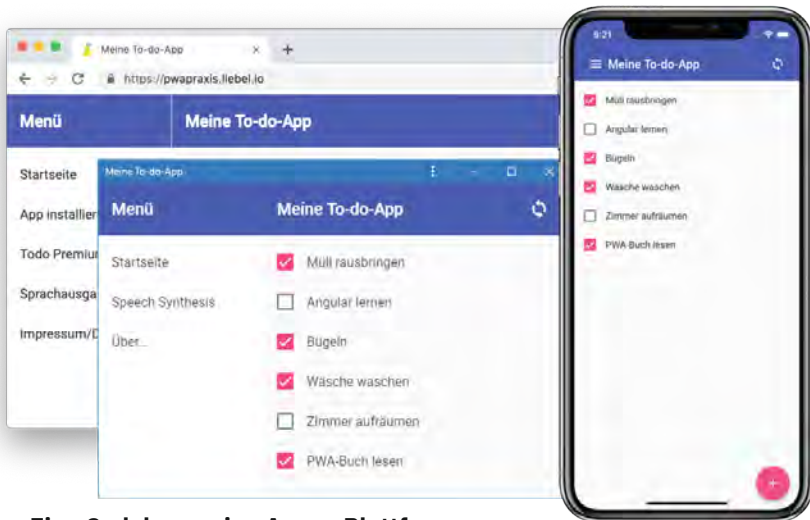 Meine To-do-App
https://pwapraxis.liebel.io
Menü
Meine To-do-App
Startseite
App installier
Todo Premiur
Sprachausga
Impressum/D
Meine To-do-App
Menü
Meine To-do-App
Startseite
Speech Synthesis
Über...
Müll rausbringen
Angular lernen
Bügeln
Wäsche waschen
Zimmer aufräumen
PWA-Buch lesen
9:21
Meine To-do-App
Müll rausbringen
Angular lernen
Bügeln
Wäsche waschen
Zimmer aufräumen
PWA-Buch lesen